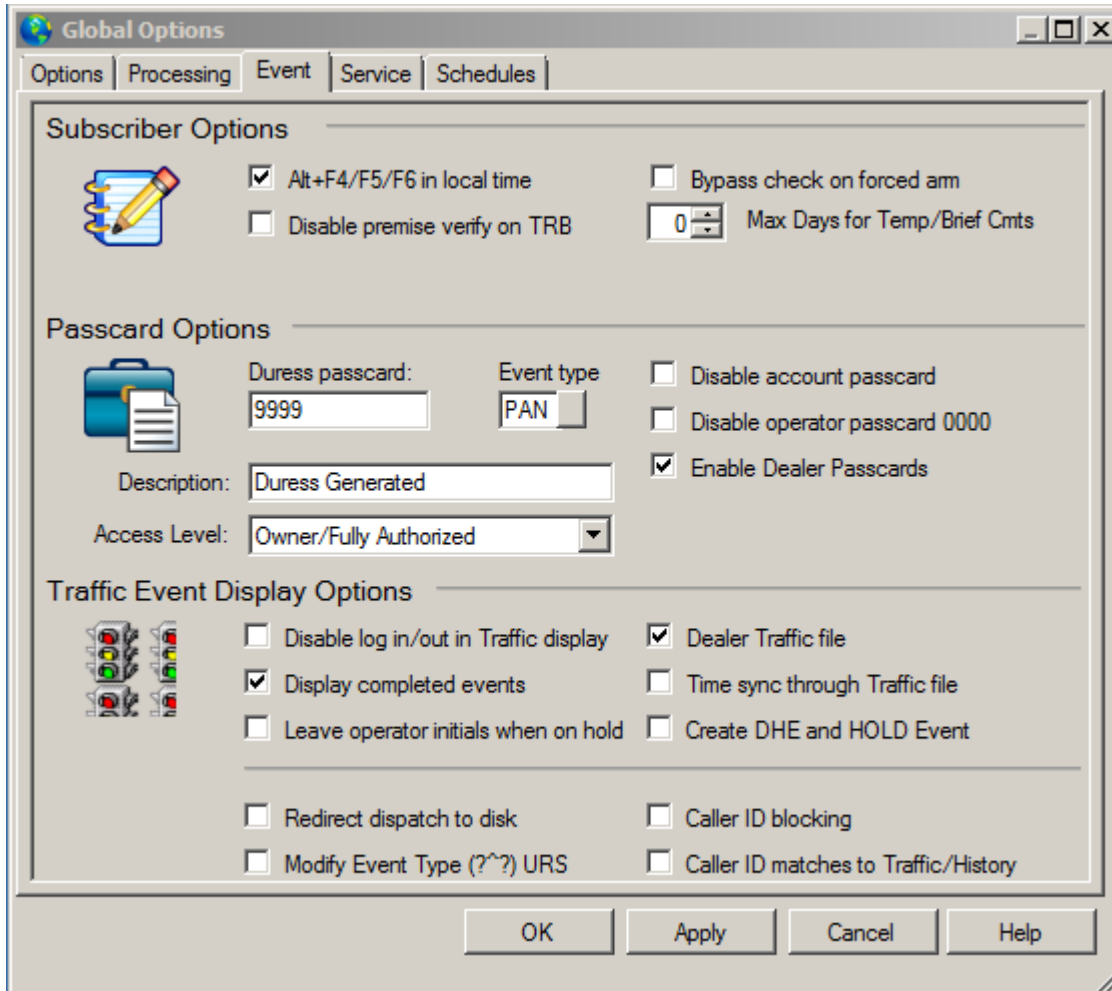 Global Options
Options Processing Event Service Schedules
Subscriber Options
Alt+F4/F5/F6 in local time
Bypass check on forced arm
Disable premise verify on TRB
0 Max Days for Temp/Brief Cmts
Passcard Options
Duress passcard: Event type
Disable account passcard
9999 PAN
Disable operator passcard 0000
Enable Dealer Passcards
Description: Duress Generated
Access Level: Owner/Fully Authorized
Traffic Event Display Options
Disable log in/out in Traffic display
Dealer Traffic file
Display completed events
Time sync through Traffic file
Leave operator initials when on hold
Create DHE and HOLD Event
Redirect dispatch to disk
Caller ID blocking
Modify Event Type (?^?) URS
Caller ID matches to Traffic/History
OK Apply Cancel Help